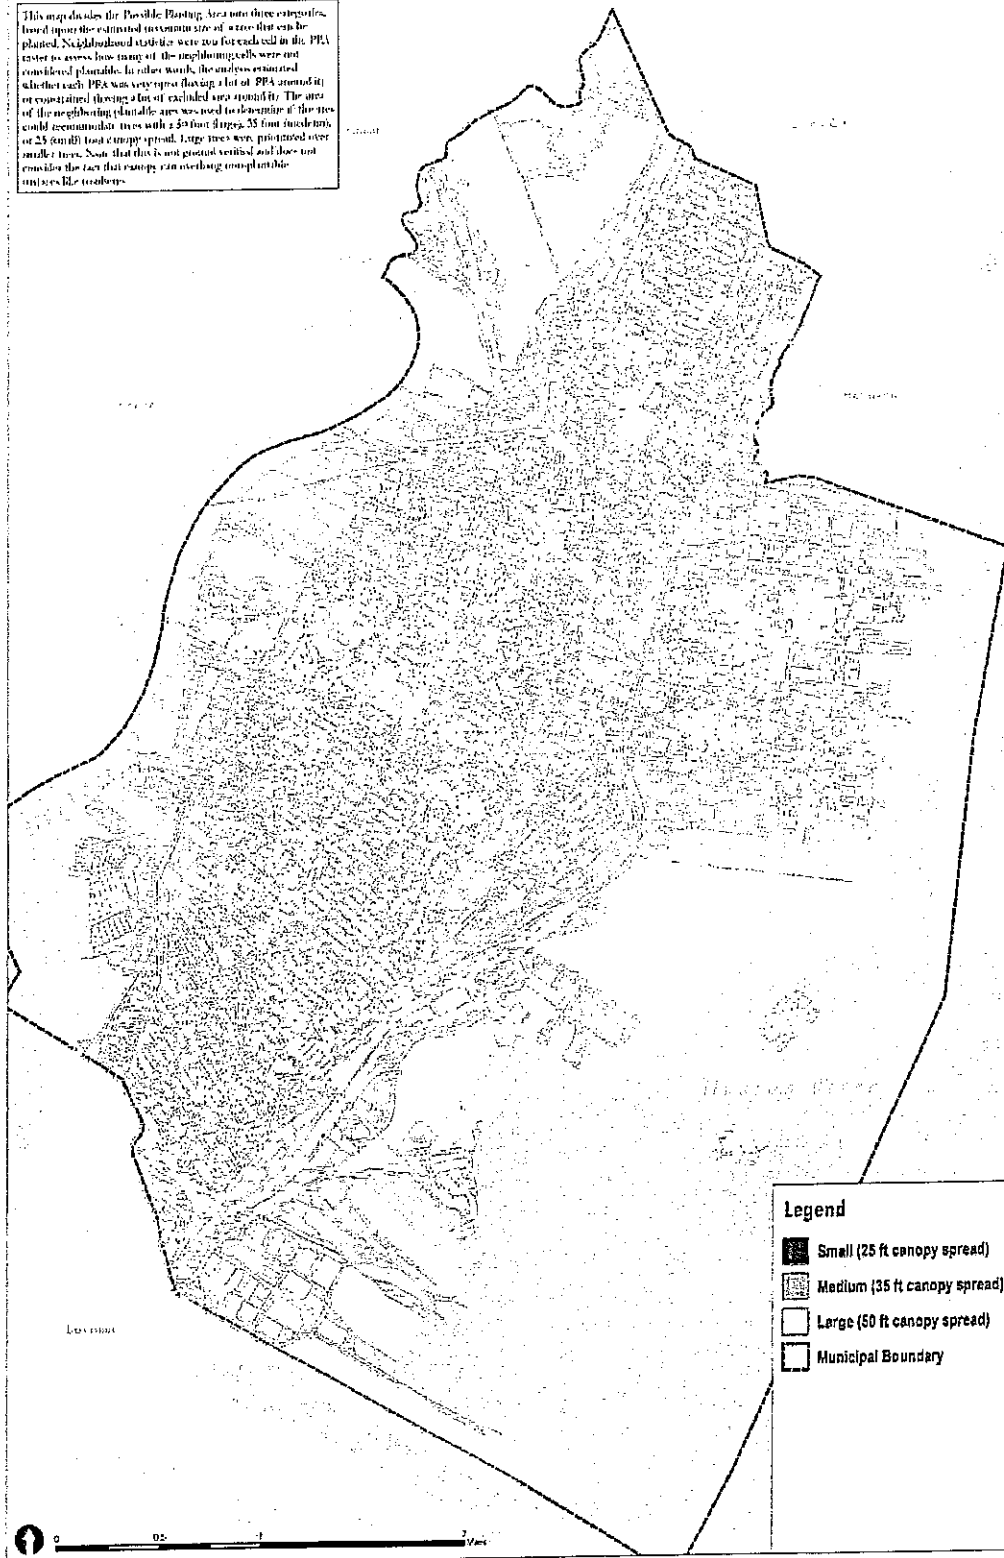 This map divides the Possible Planting Area into three categories,
based upon the estimated maximum size of a tree that can be
planted. Neighborhood statistics were run for each cell in the PPA
raster to assess how many of the neighboring cells were not
considered plantable. In other words, the analysis estimated
whether each PPA was very open (having a lot of PPA around it)
or constrained (having a lot of excluded area around it). The area
of the neighboring plantable area was used to determine if the area
could accommodate trees with a 50 foot (large), 35 foot (medium),
or 25 (small) foot canopy spread. Large trees were prioritized over
smaller trees. Note that this is not ground verified and does not
consider the fact that canopy can overhang non-plantable
surfaces like
Legend
Small (25 ft canopy spread)
Medium (35 ft canopy spread)
Large (50 ft canopy spread)
Municipal Boundary
0 0.5 1 2
Miles